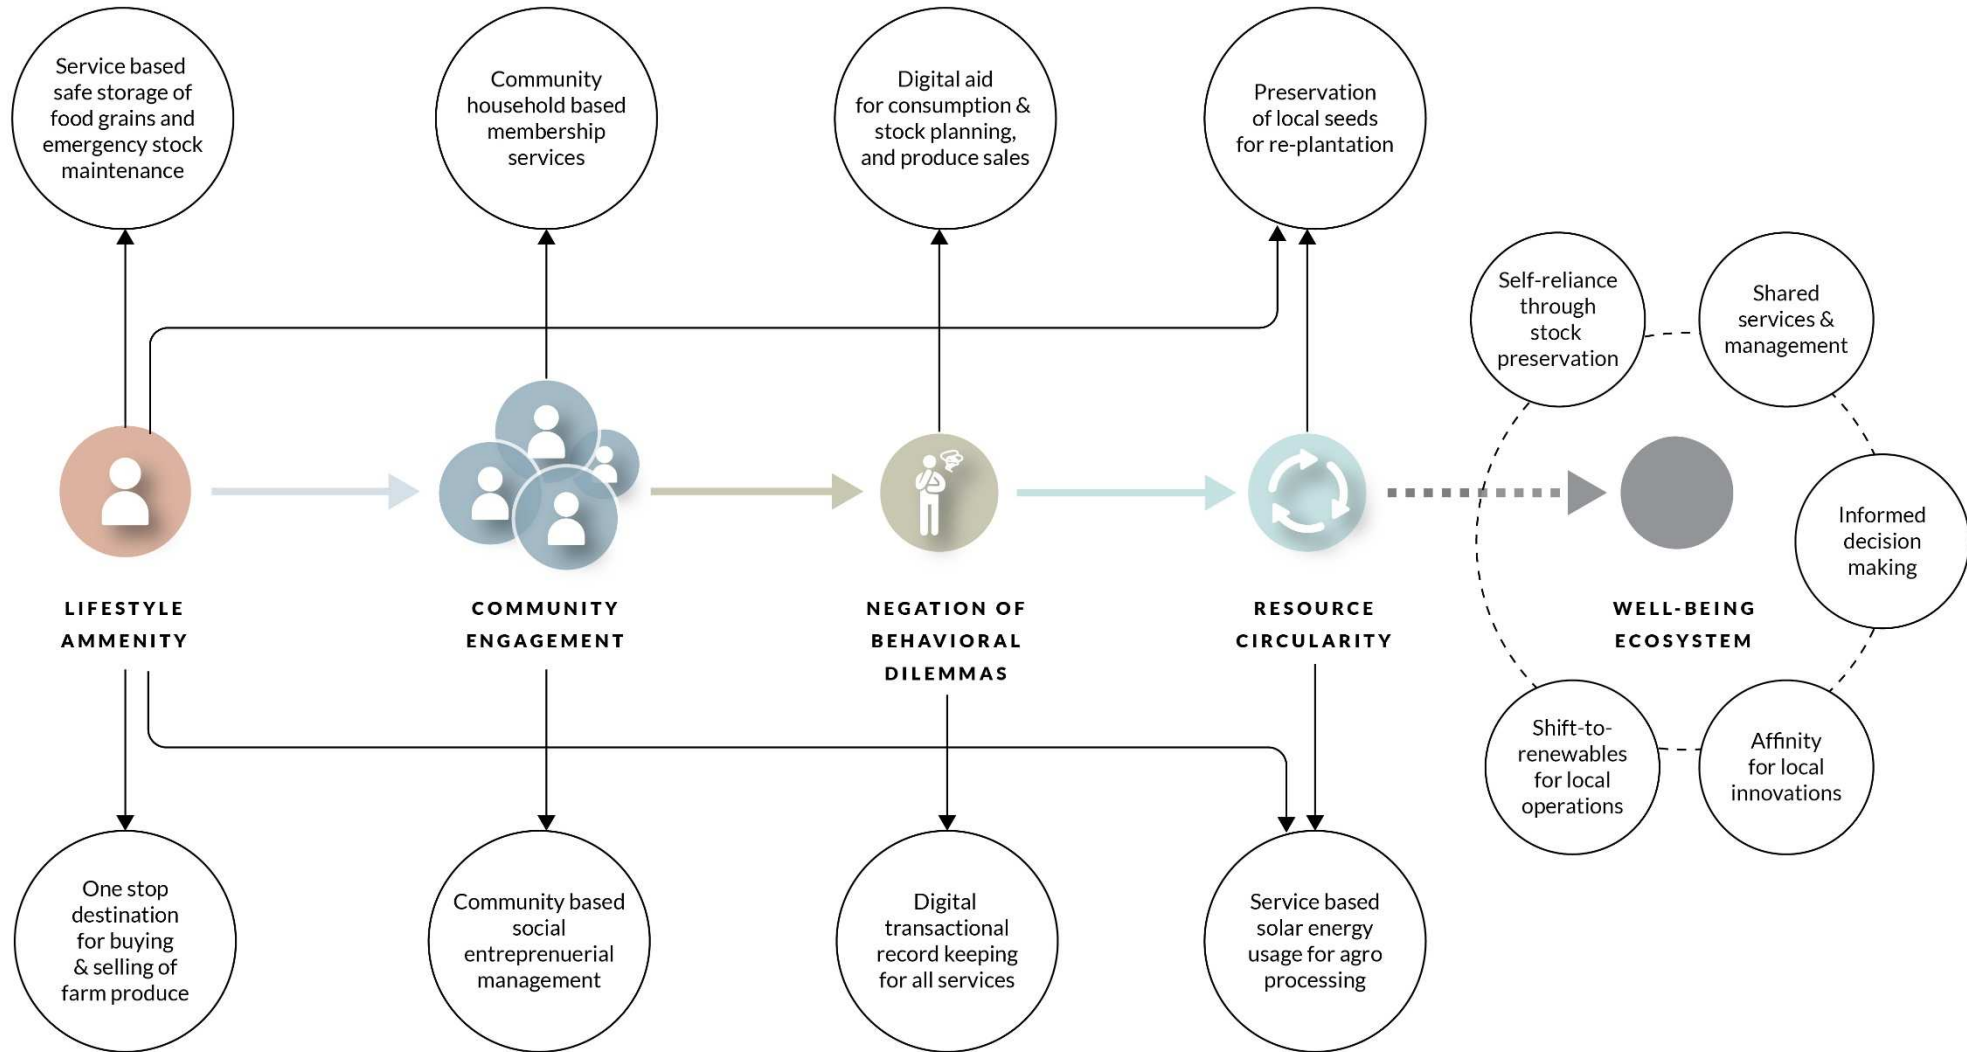 Service based
safe storage of
food grains and
emergency stock
maintenance
Community
household based
membership
services
Digital aid
for consumption &
stock planning,
and produce sales
Preservation
of local seeds
for re-plantation
Self-reliance
through
stock
preservation
Shared
services &
management
Informed
decision
making
LIFESTYLE
AMMENITY
COMMUNITY
ENGAGEMENT
NEGATION OF
BEHAVIORAL
DILEMMAS
RESOURCE
CIRCULARITY
WELL-BEING
ECOSYSTEM
Shift-to-
renewables
for local
operations
Affinity
for local
innovations
One stop
destination
for buying
& selling of
farm produce
Community based
social
entreprenuerial
management
Digital
transactional
record keeping
for all services
Service based
solar energy
usage for agro
processing